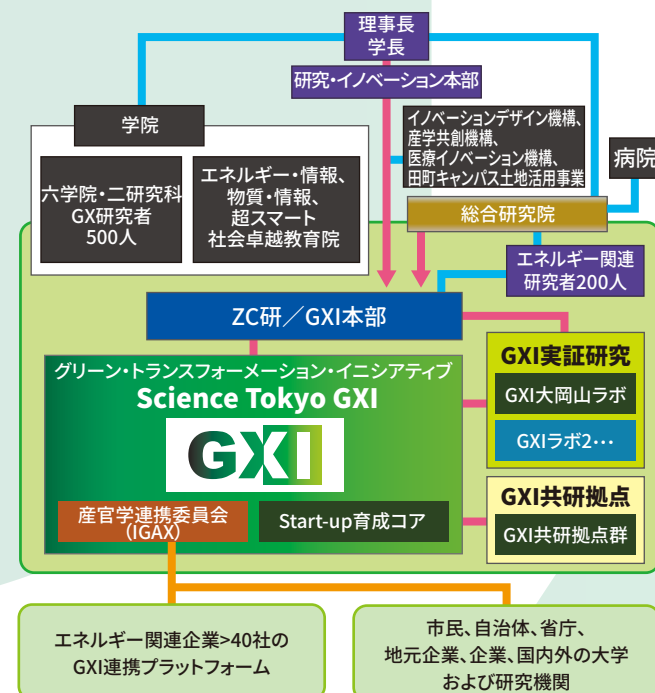 理事長
学長
研究・イノベーション本部
学院
六学院・二研究科
GX研究者
500人
エネルギー・情報、
物質・情報、
超スマート
社会卓越教育院
イノベーションデザイン機構、
産学共創機構、
医療イノベーション機構、
田町キャンパス土地活用事業
病院
総合研究院
エネルギー関連
研究者200人
ZC研／GXI本部
グリーン・トランスフォーメーション・イニシアティブ
Science Tokyo GXI
GXI
産官学連携委員会
(IGAX)
Start-up育成コア
GXI実証研究
GXI大岡山ラボ
GXIラボ2…
GXI共研拠点
GXI共研拠点群
エネルギー関連企業>40社の
GXI連携プラットフォーム
市民、自治体、省庁、
地元企業、企業、国内外の大学
および研究機関